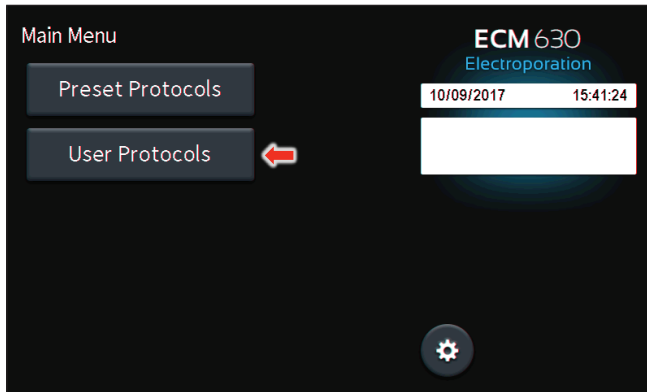 Main Menu
Preset Protocols
User Protocols
ECM 630
Electroporation
10/09/2017 15:41:24